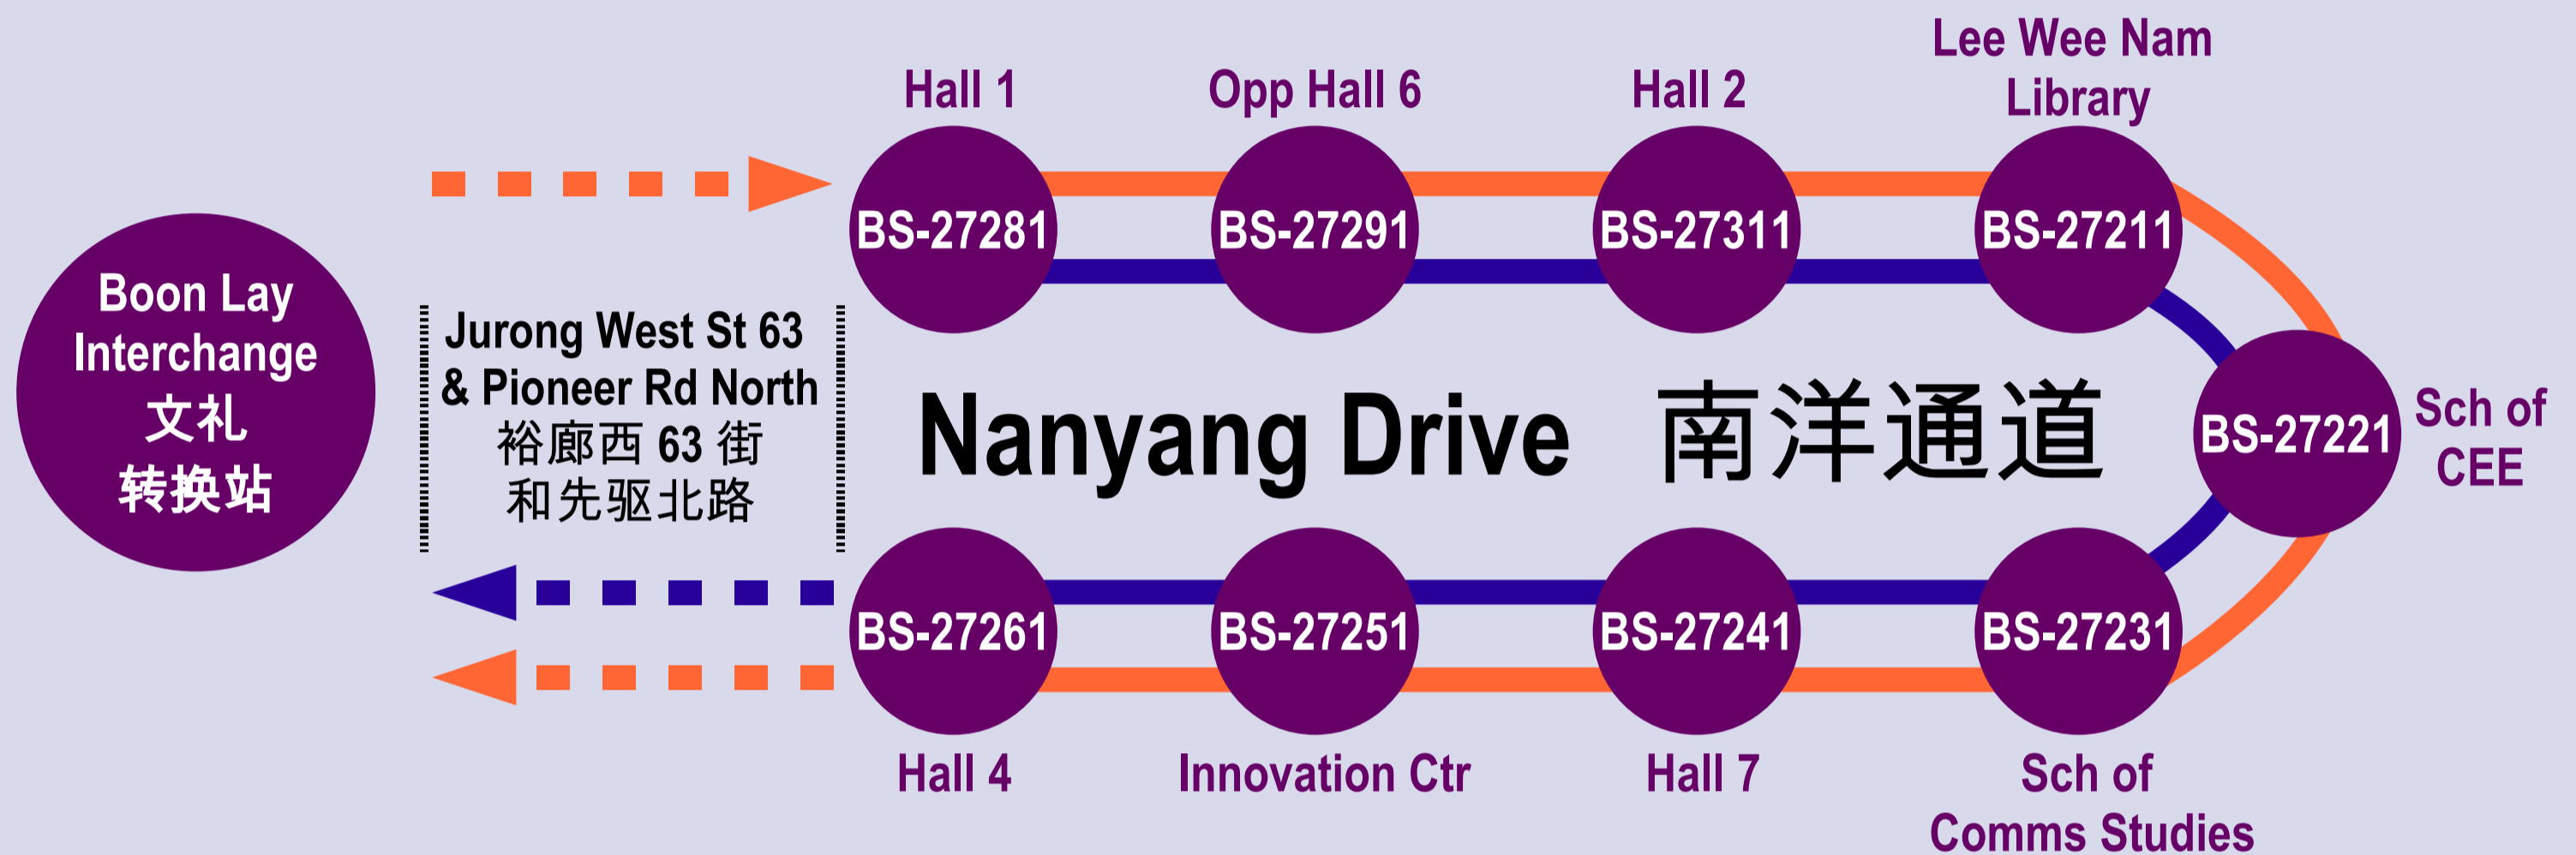 Lee Wee Nam
Library
Hall 1
Opp Hall 6
Hall 2
BS-27281
BS-27291
BS-27311
BS-27211
Boon Lay
Interchange
文礼
转换站
Jurong West St 63
& Pioneer Rd North
裕廊西 63 街
和先驱北路
Nanyang Drive 南洋通道
BS-27221
Sch of
CEE
BS-27261
BS-27251
BS-27241
BS-27231
Hall 4
Innovation Ctr
Hall 7
Sch of
Comms Studies